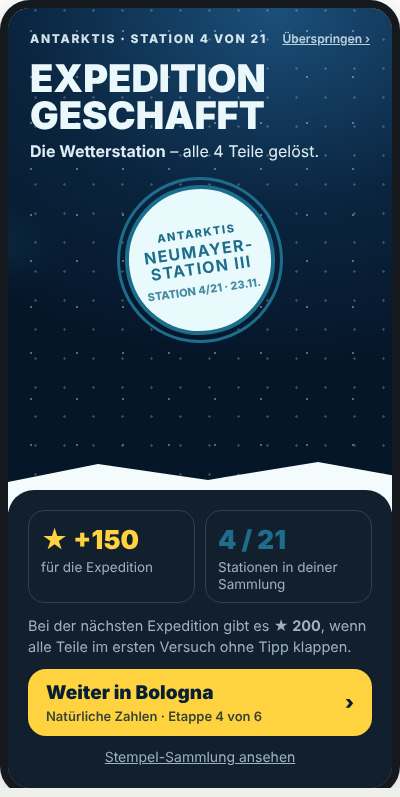 ANTARKTIS · STATION 4 VON 21 Überspringen ›
EXPEDITION
GESCHAFFT
Die Wetterstation – alle 4 Teile gelöst.
ANTARKTIS
NEUMAYER-
STATION III
STATION 4/21 · 23.11.
★ +150
für die Expedition
4 / 21
Stationen in deiner
Sammlung
Bei der nächsten Expedition gibt es ★ 200, wenn
alle Teile im ersten Versuch ohne Tipp klappen.
Weiter in Bologna
Natürliche Zahlen · Etappe 4 von 6
›
Stempel-Sammlung ansehen